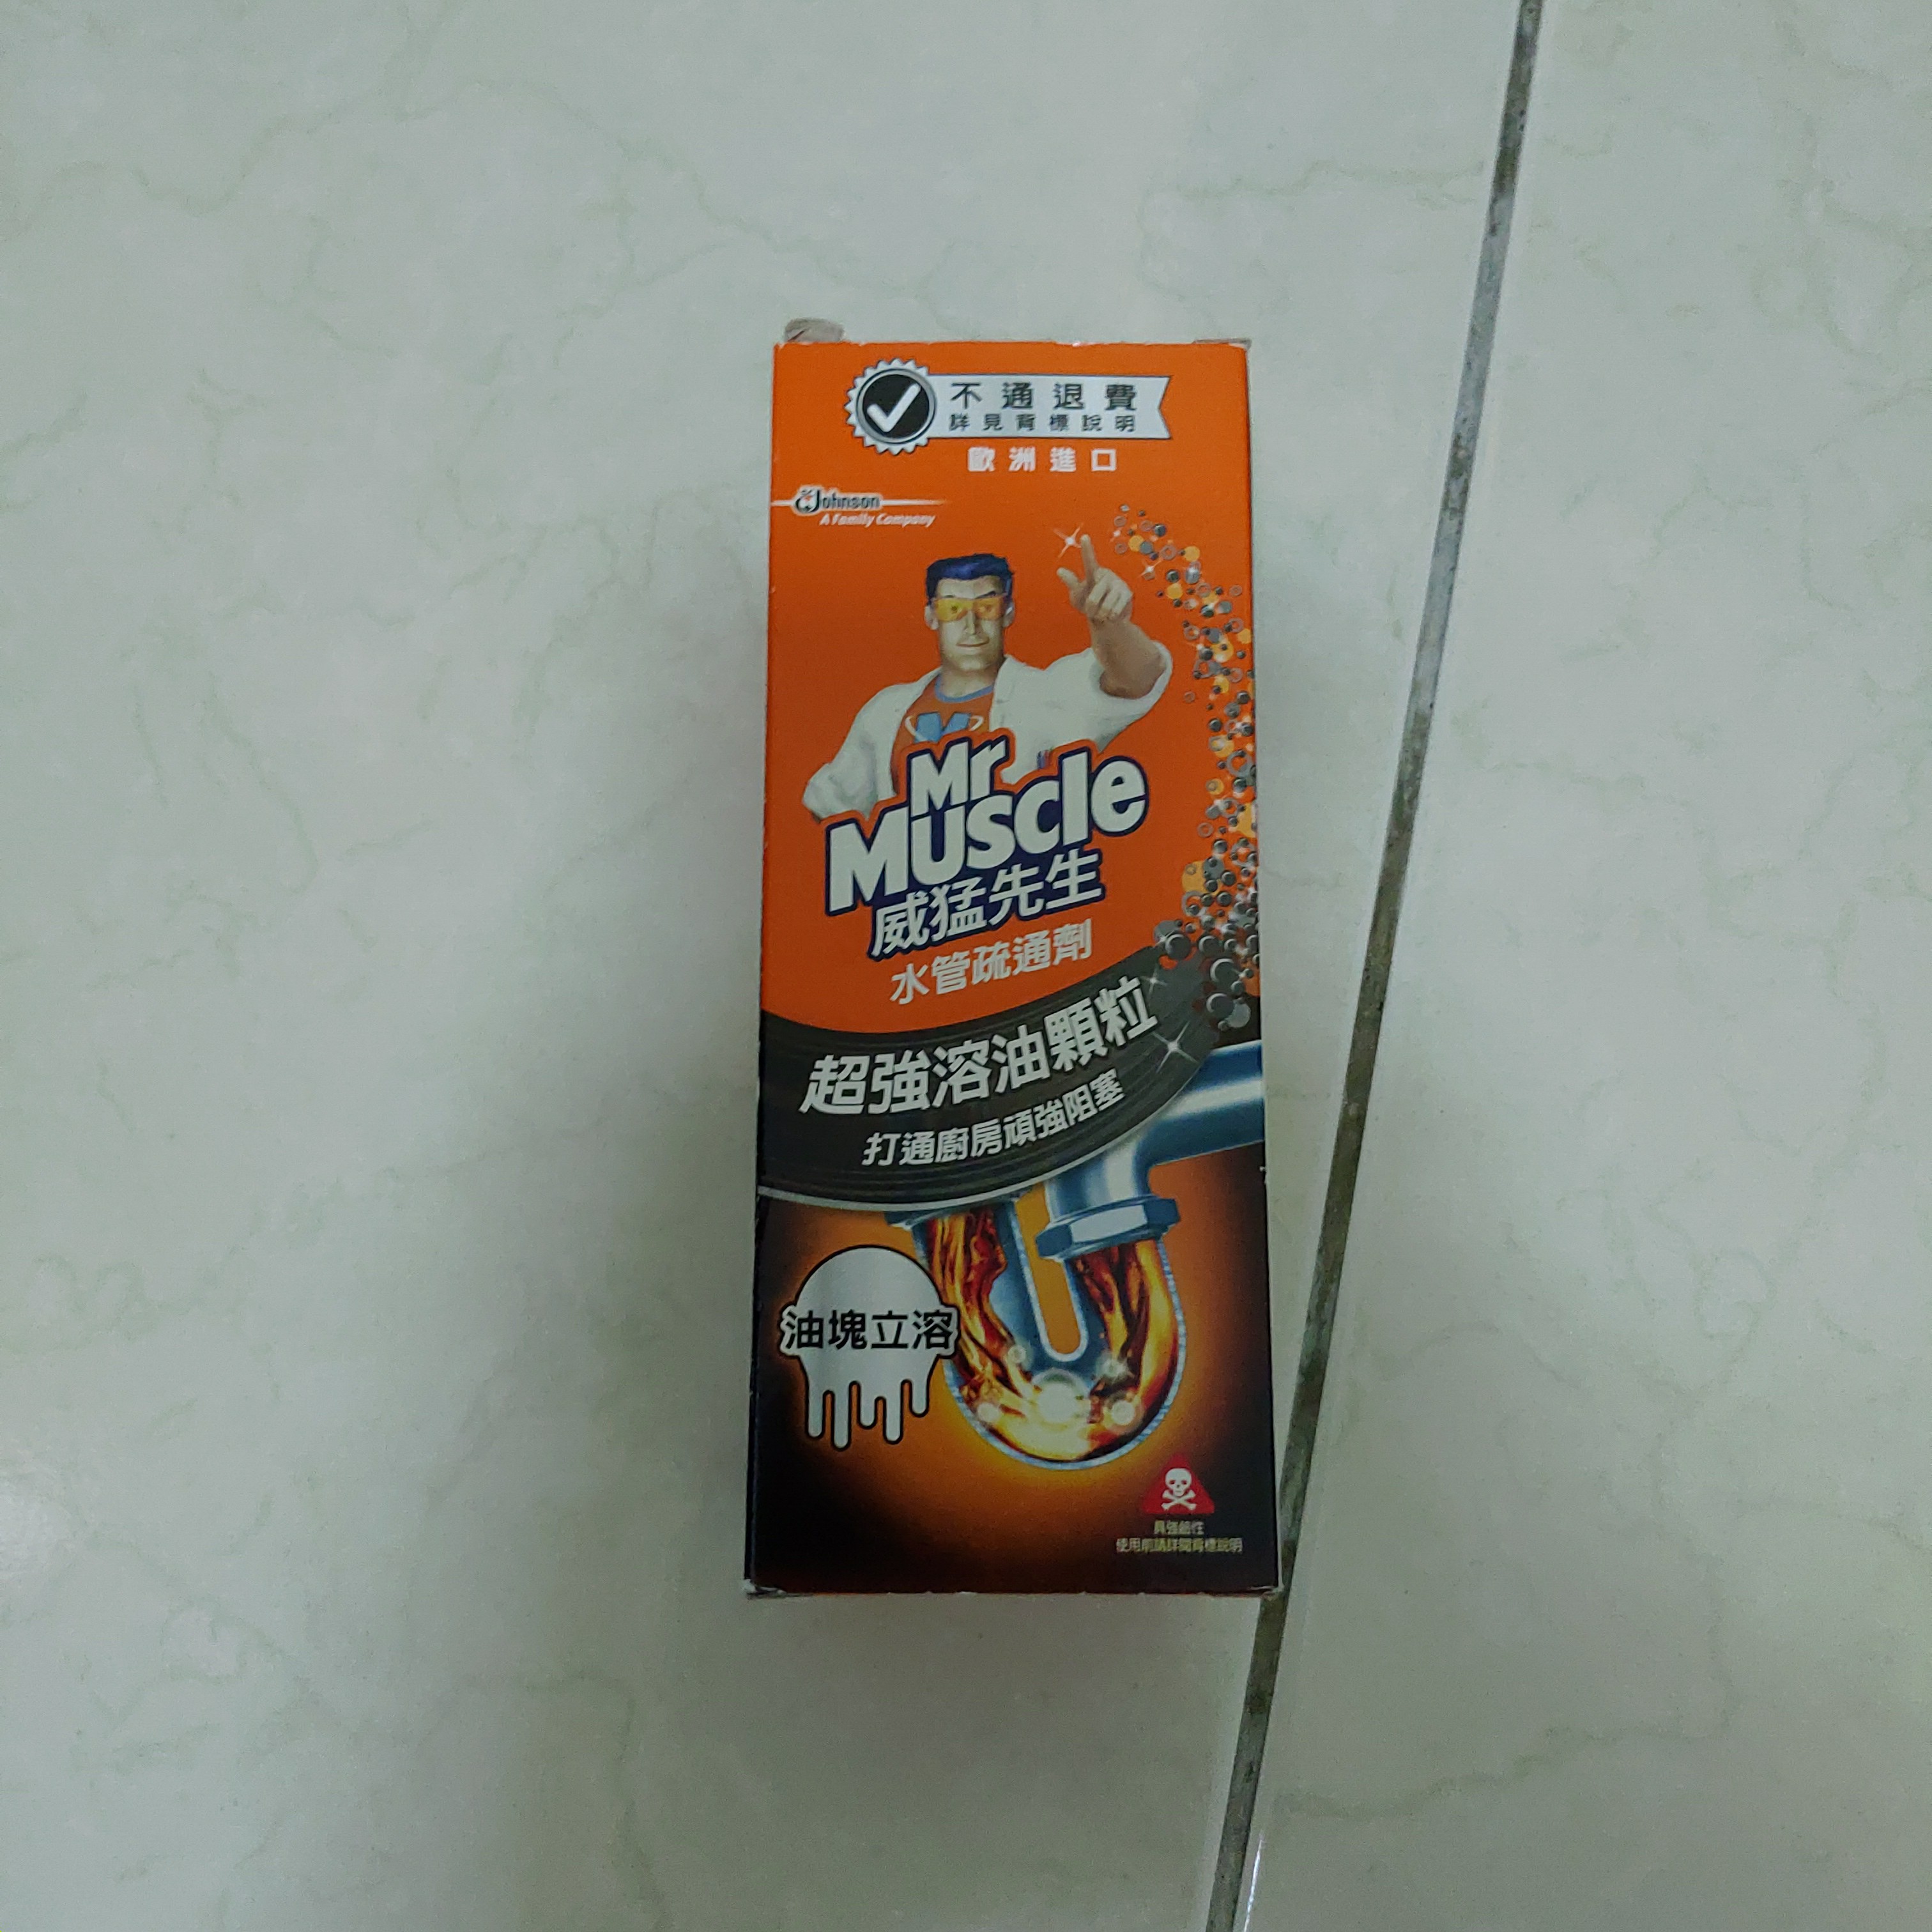 不通退費
詳見背標說明
歐洲進口
SC Johnson
A Family Company
Mr
Muscle
威猛先生
水管疏通劑
超強溶油顆粒
打通廚房頑強阻塞
油塊立溶
具強鹼性
使用前請詳閱背標說明